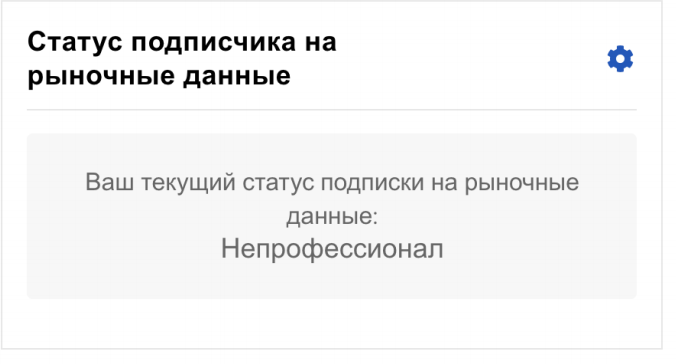 Статус подписчика на
рыночные данные
Ваш текущий статус подписки на рыночные
данные:
Непрофессионал